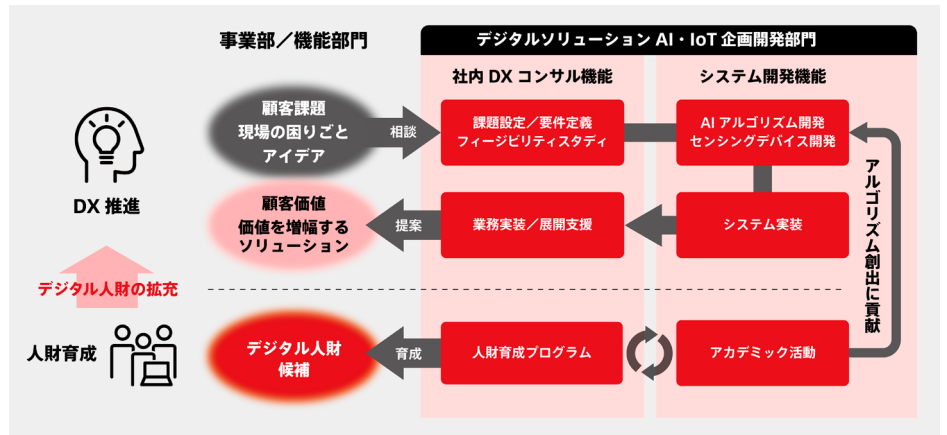 事業部／機能部門
デジタルソリューション AI・IoT 企画開発部門
社内 DX コンサル機能
システム開発機能
顧客課題
現場の困りごと
アイデア
相談
課題設定／要件定義
フィージビリティスタディ
AI アルゴリズム開発
センシングデバイス開発
DX 推進
顧客価値
価値を増幅する
ソリューション
提案
業務実装／展開支援
システム実装
アルゴリズム創出に貢献
デジタル人財の拡充
人財育成
デジタル人財
候補
育成
人財育成プログラム
アカデミック活動